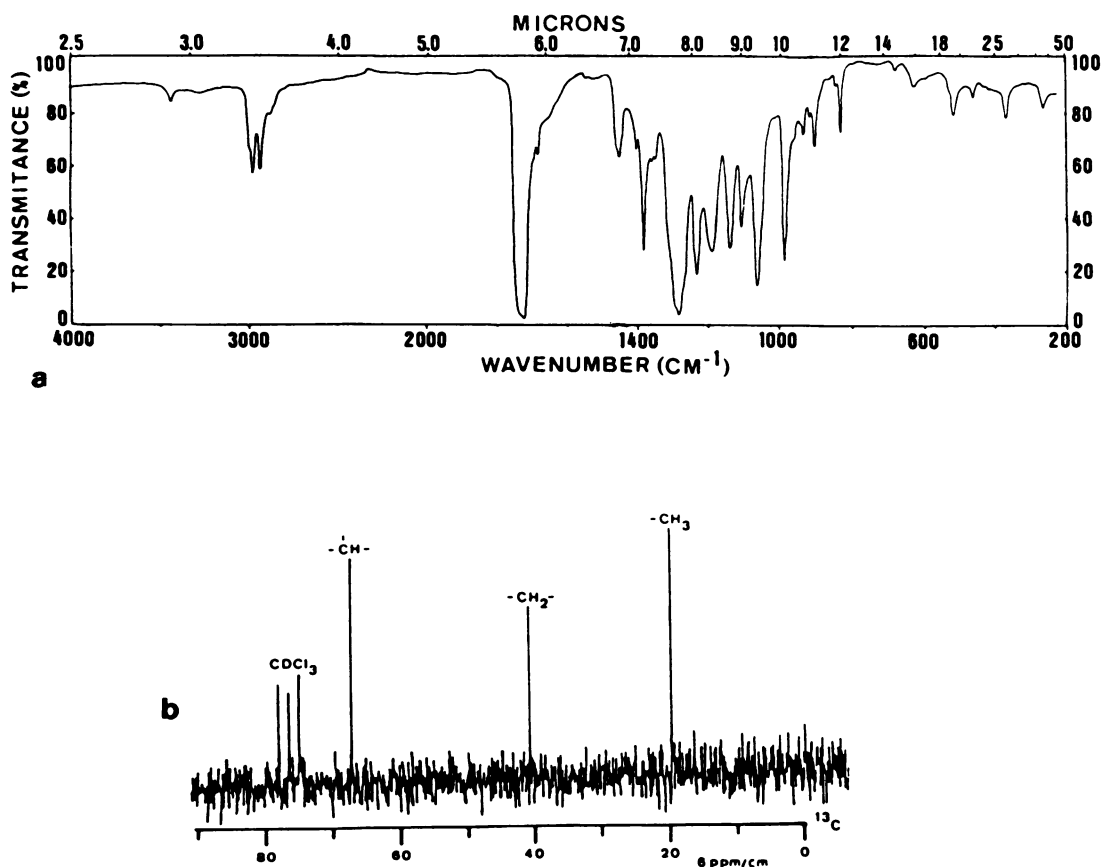 MICRONS
2.5 3.0 4.0 5.0 6.0 7.0 8.0 9.0 10 12 14 18 25 50
TRANSMITANCE (%)
100 100
80 80
60 60
40 40
20 20
0 0
4000 3000 2000 1400 1000 600 200
WAVENUMBER (CM-1)
a
-CH3
-CH-
-CH2-
CDCl3
b
13C
80 60 40 20 0
6 ppm/cm